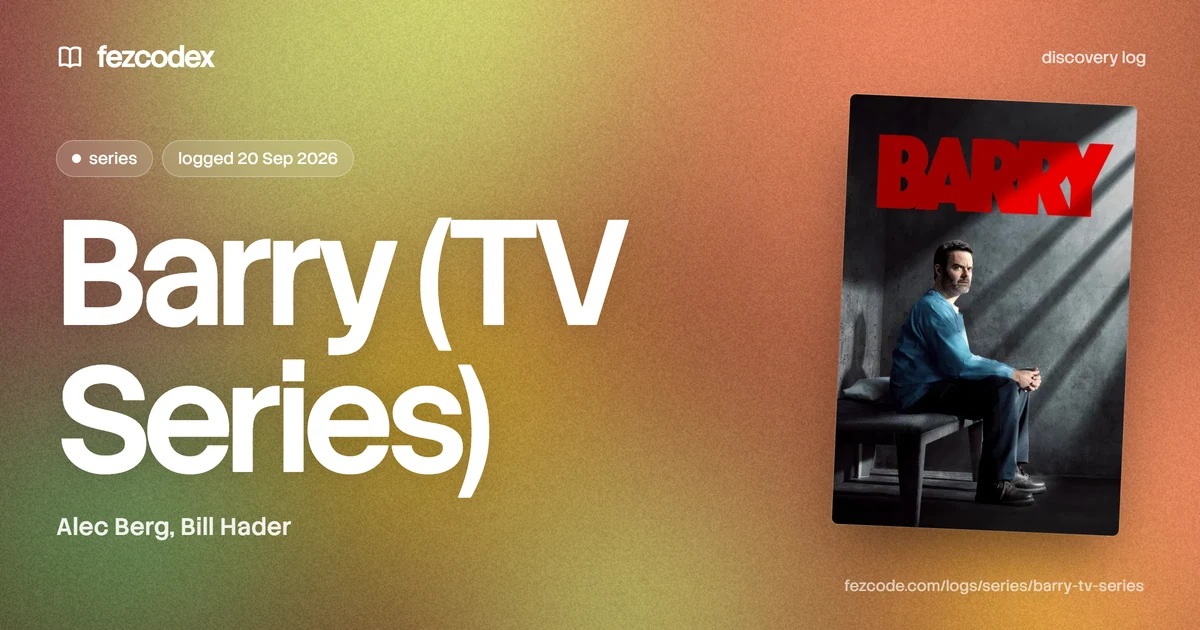 fezcodex
discovery log
series
logged 20 Sep 2026
Barry (TV
Series)
Alec Berg, Bill Hader
BARRY
fezcode.com/logs/series/barry-tv-series